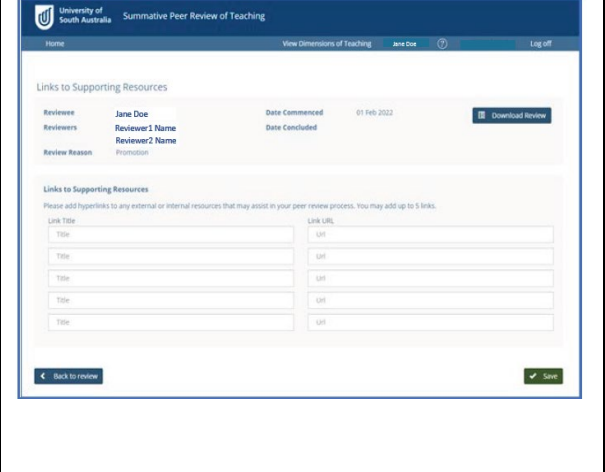 University of
South Australia
Summative Peer Review of Teaching
Home View Dimensions of Teaching Jane Doe ? Log off
Links to Supporting Resources
Reviewee Jane Doe Date Commenced 01 Feb 2022 Download Review
Reviewers Reviewer1 Name Date Concluded
Reviewer2 Name
Review Reason Promotion
Links to Supporting Resources
Please add hyperlinks to any external or internal resources that may assist in your peer review process. You may add up to 5 links.
Link Title Link URL
Title Url
Title Url
Title Url
Title Url
Title Url
Back to review Save